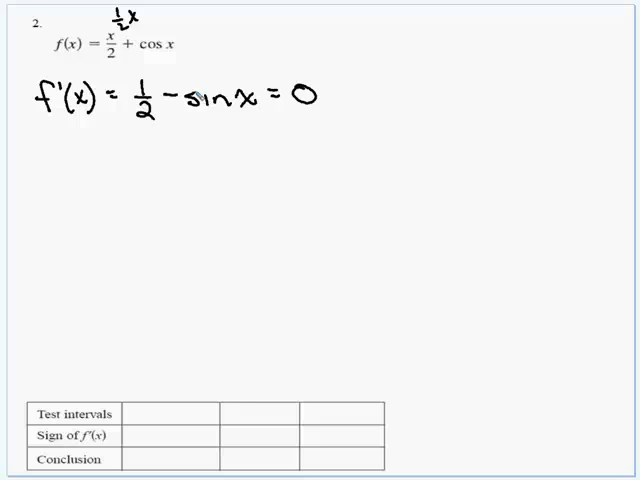 2.
½x
f(x) = x/2 + cos x
f'(x) = 1/2 - sin x = 0
Test intervals
Sign of f'(x)
Conclusion